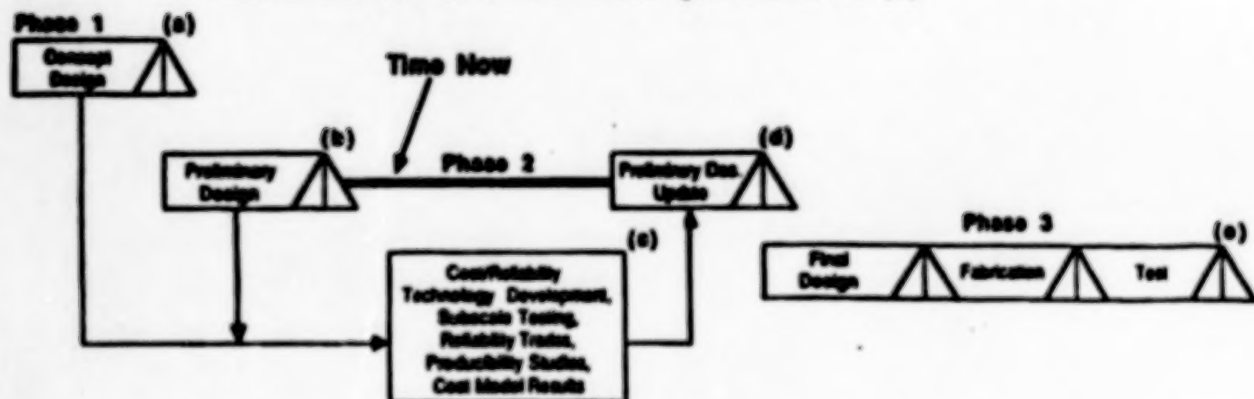 Phase 1
(a)
Concept
Design
Time Now
(b)
Preliminary
Design
Phase 2
(d)
Preliminary Des.
Update
(c)
Cost/Reliability
Technology Development,
Subscale Testing,
Reliability Trades,
Producibility Studies,
Cost Model Results
Phase 3
(e)
Final
Design
Fabrication
Test